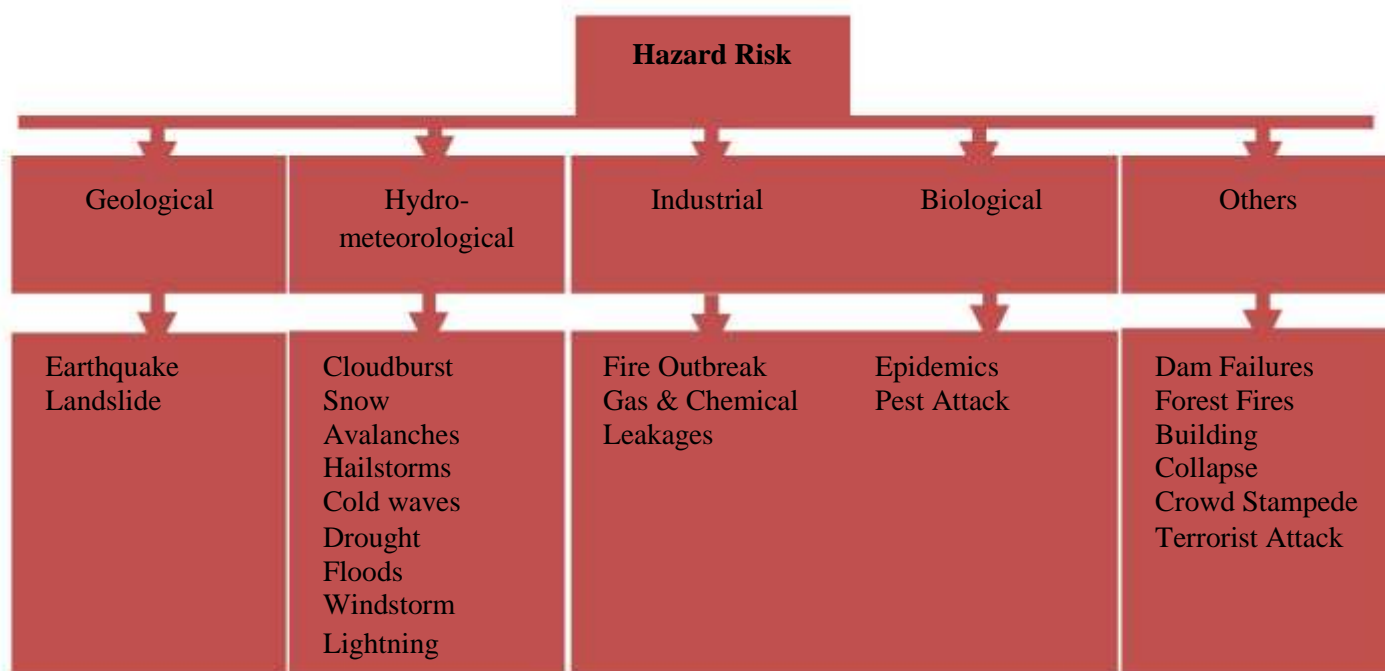 Hazard Risk
Geological
Hydro-
meteorological
Industrial
Biological
Others
Earthquake
Landslide
Cloudburst
Snow
Avalanches
Hailstorms
Cold waves
Drought
Floods
Windstorm
Lightning
Fire Outbreak
Gas & Chemical
Leakages
Epidemics
Pest Attack
Dam Failures
Forest Fires
Building
Collapse
Crowd Stampede
Terrorist Attack